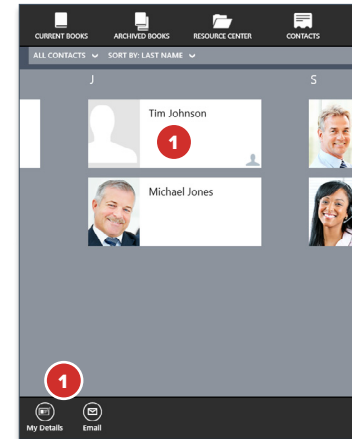 CURRENT BOOKS ARCHIVED BOOKS RESOURCE CENTER CONTACTS
ALL CONTACTS SORT BY: LAST NAME
J S
Tim Johnson
1
Michael Jones
1
My Details Email